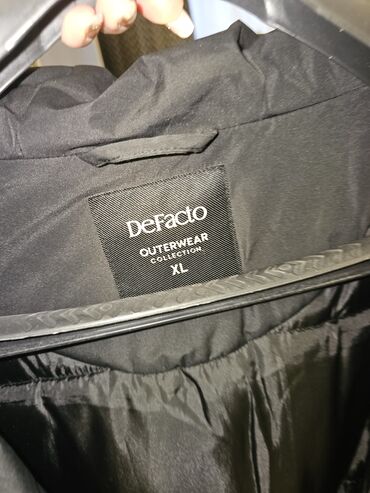 DeFacto
OUTERWEAR
COLLECTION
XL